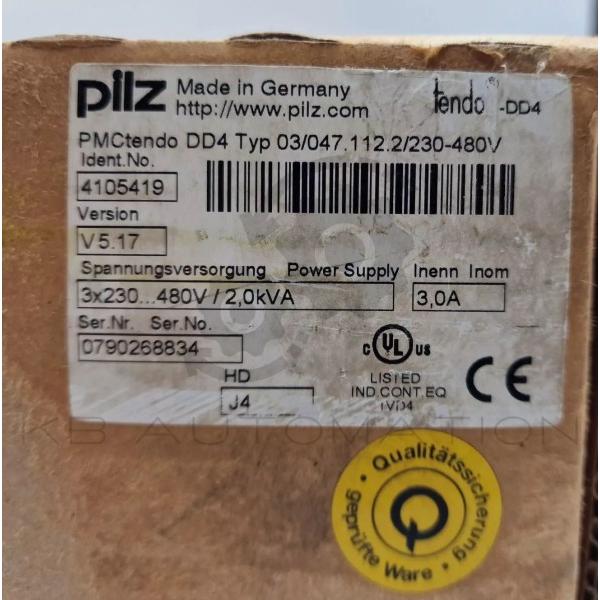 pilz Made in Germany tendo® -DD4
http://www.pilz.com
PMCtendo DD4 Typ 03/047.112.2/230-480V
Ident.No.
4105419
Version
V 5.17
Spannungsversorgung Power Supply Inenn Inom
3x230...480V / 2,0kVA 3,0A
Ser.Nr. Ser.No.
0790268834
C UL US
CE
HD
J4
LISTED
IND.CONT.EQ
1VD4
KB AUTOMATION
Qualitätssicherung
Q
geprüfte Ware